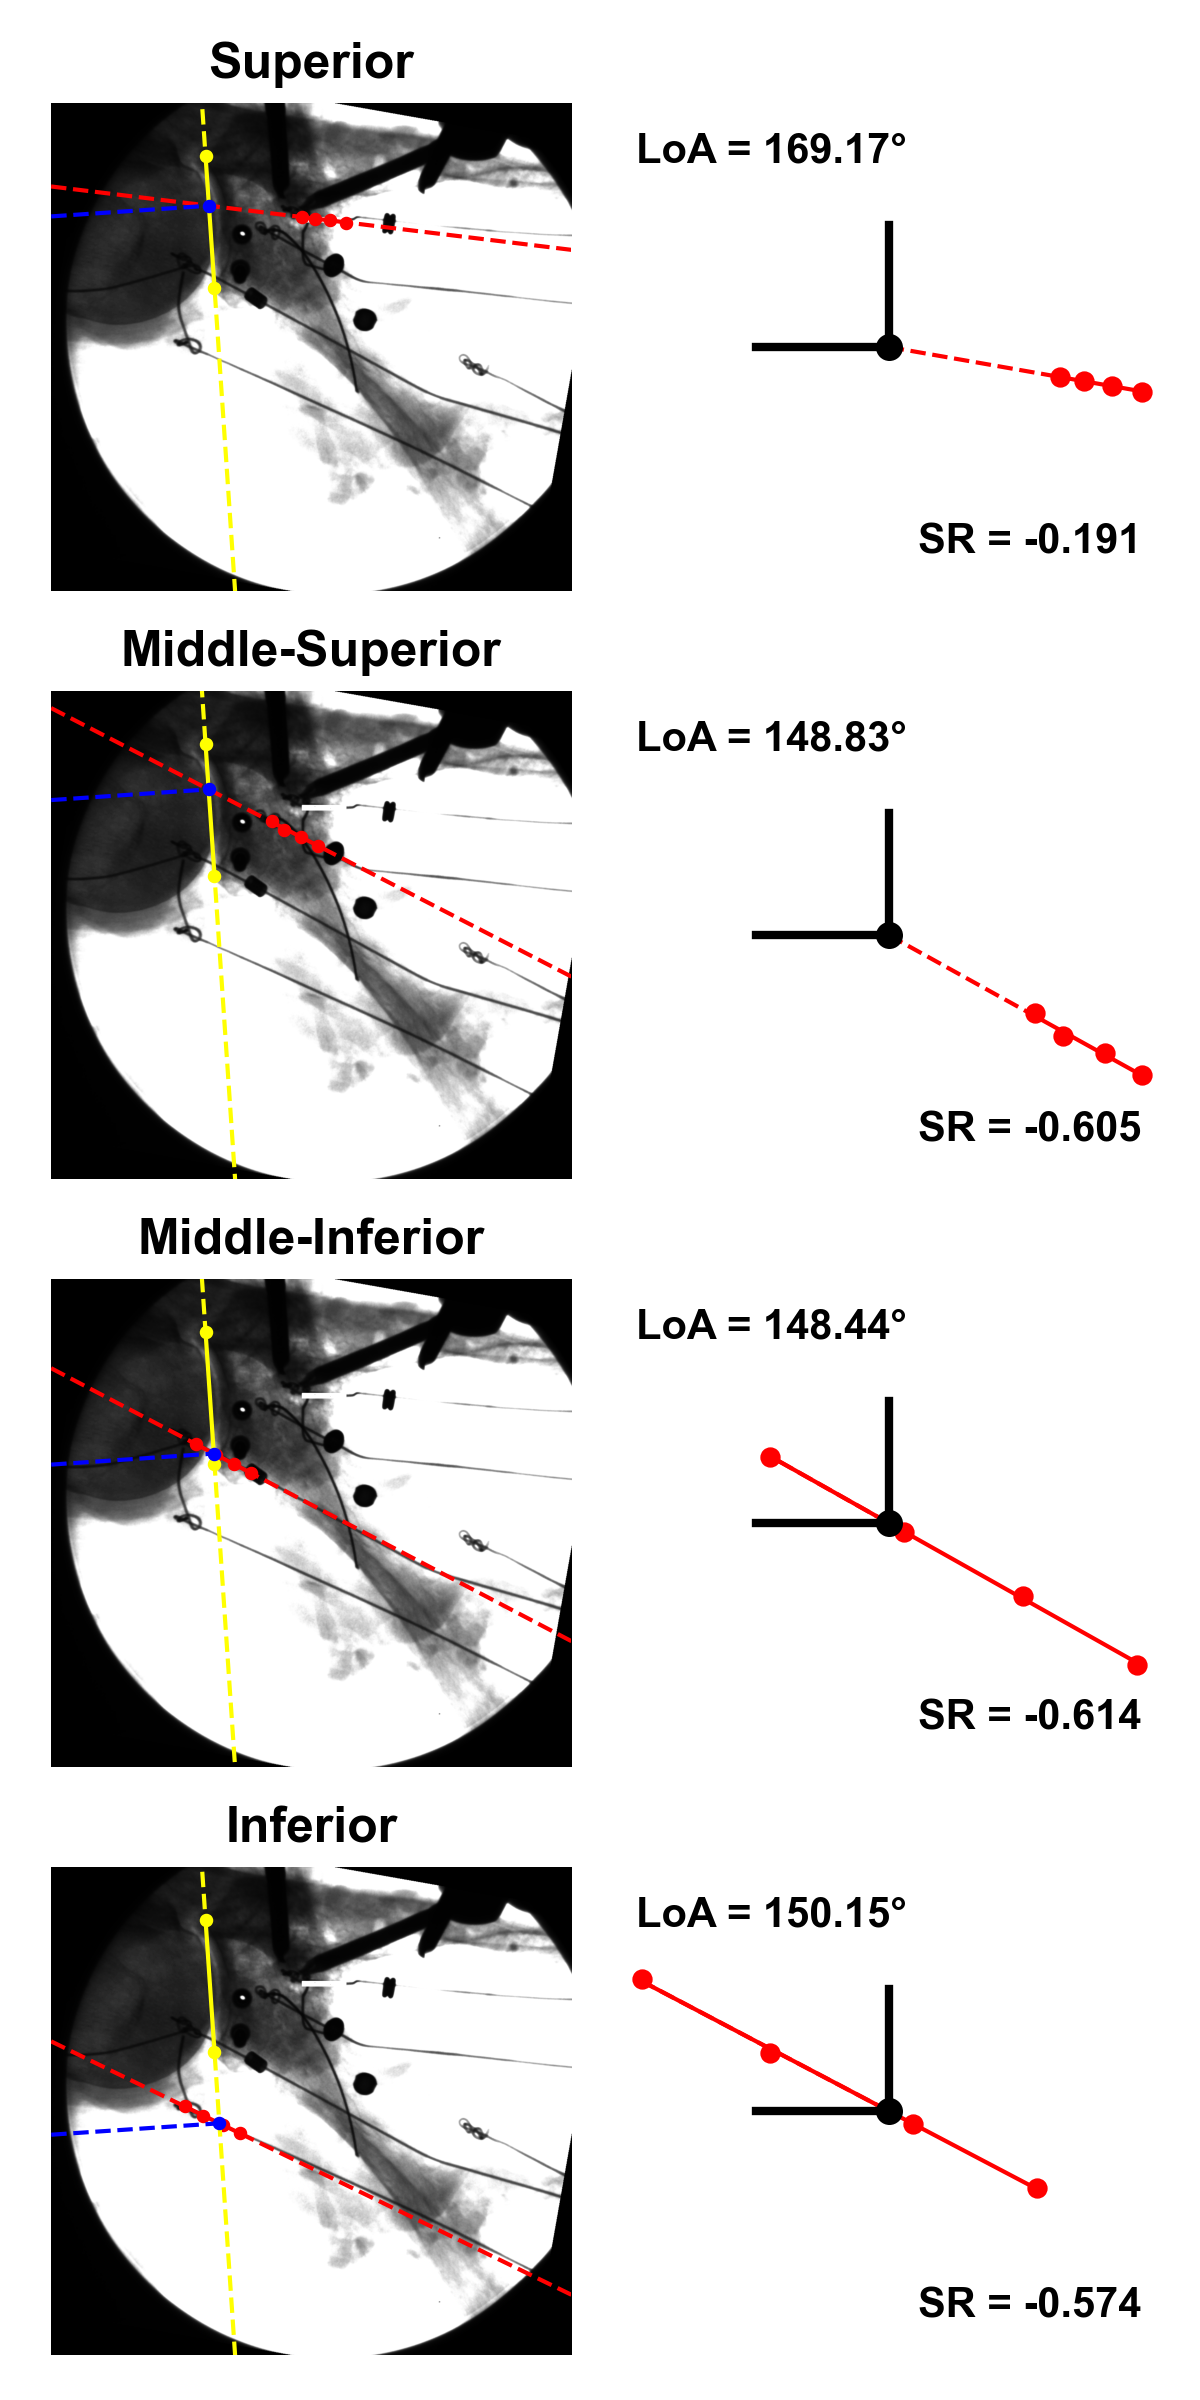 Superior
LoA = 169.17°
SR = -0.191
Middle-Superior
LoA = 148.83°
SR = -0.605
Middle-Inferior
LoA = 148.44°
SR = -0.614
Inferior
LoA = 150.15°
SR = -0.574